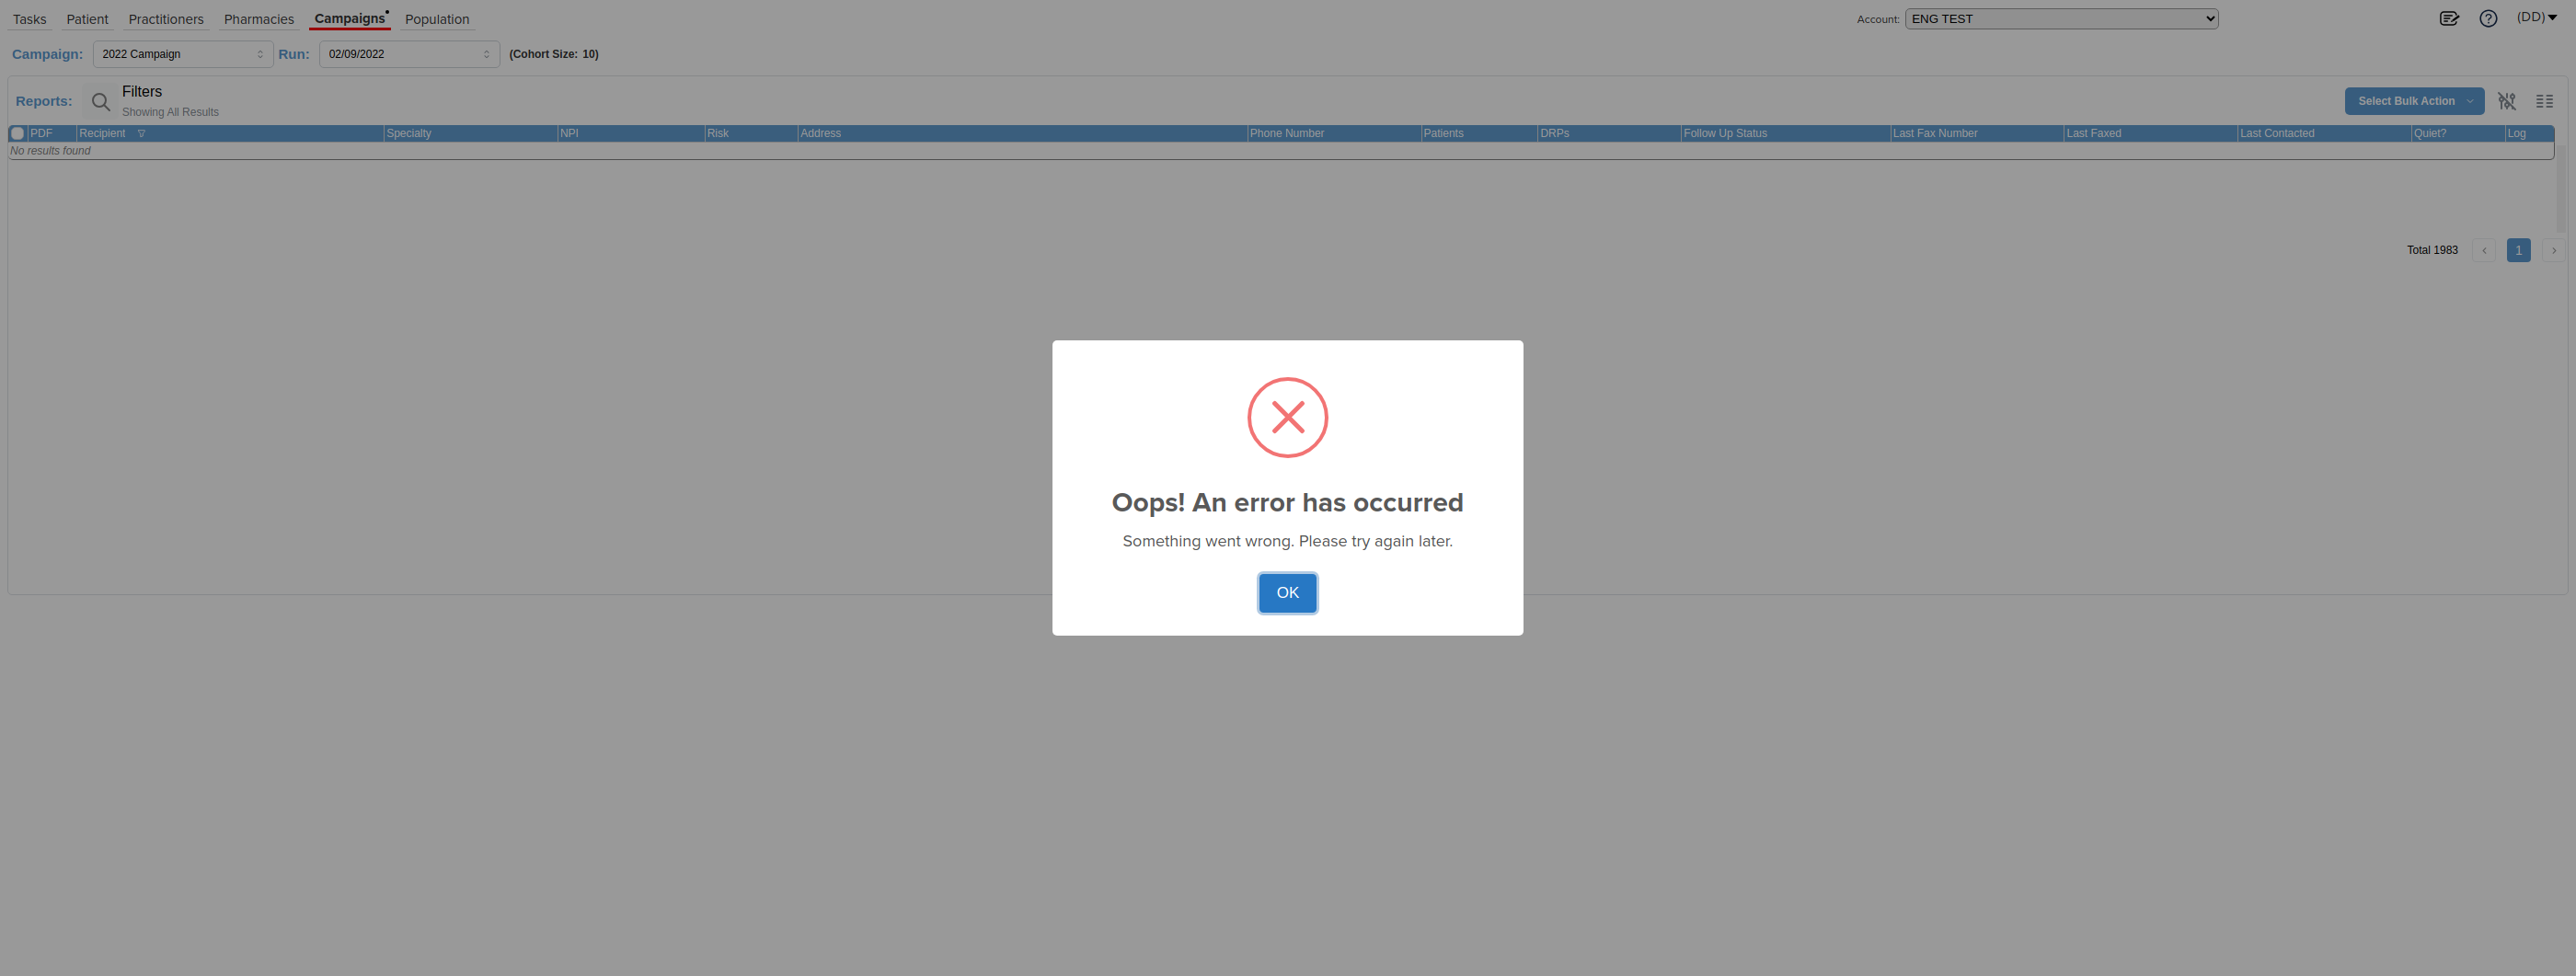 Tasks Patient Practitioners Pharmacies Campaigns Population Account: ENG TEST (DD)
Campaign: 2022 Campaign Run: 02/09/2022 (Cohort Size: 10)
Reports: Filters
Showing All Results
Select Bulk Action
PDF Recipient Specialty NPI Risk Address Phone Number Patients DRPs Follow Up Status Last Fax Number Last Faxed Last Contacted Quiet? Log
No results found
Total 1983 1
Oops! An error has occurred
Something went wrong. Please try again later.
OK